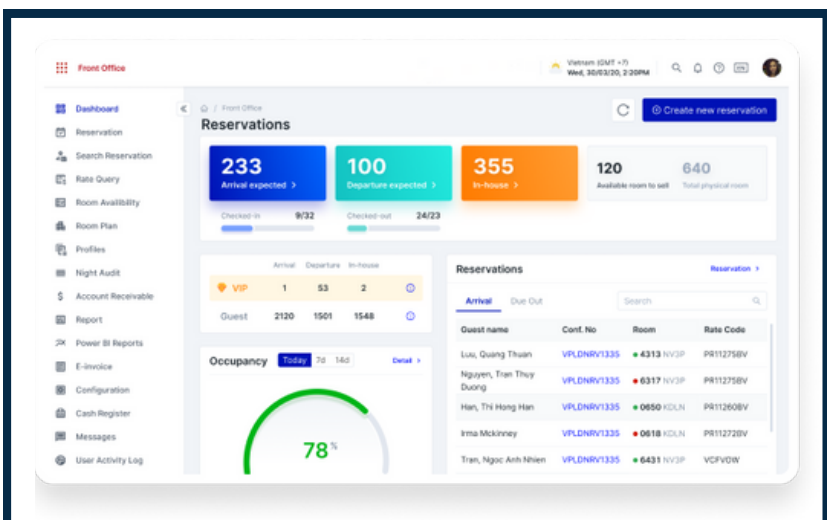 Front Office
Vietnam (GMT +7)
Wed, 30/03/20, 2:20PM
Dashboard
Reservation
Search Reservation
Rate Query
Room Availibility
Room Plan
Profiles
Night Audit
$ Account Receivable
Report
Power BI Reports
E-invoice
Configuration
Cash Register
Messages
User Activity Log
/ Front Office
Reservations
Create new reservation
233
Arrival expected >
100
Departure expected >
355
In-house >
120
Available room to sell
640
Total physical room
Checked-in 9/32
Checked-out 24/23
Arrival Departure In-house
VIP 1 53 2
Guest 2120 1501 1548
Occupancy Today 7d 14d Detail >
78%
Reservations Reservation >
Arrival Due Out Search
Guest name Conf. No Room Rate Code
Luu, Quang Thuan VPLDNRV1335 4313 NV3P PR11275BV
Nguyen, Tran Thuy Duong VPLDNRV1335 6317 NV3P PR11275BV
Han, Thi Hong Han VPLDNRV1335 0650 KDLN PR11260BV
Irma Mckinney VPLDNRV1335 0618 KDLN PR11272BV
Tran, Ngoc Anh Nhien VPLDNRV1335 6431 NV3P VCFVOW